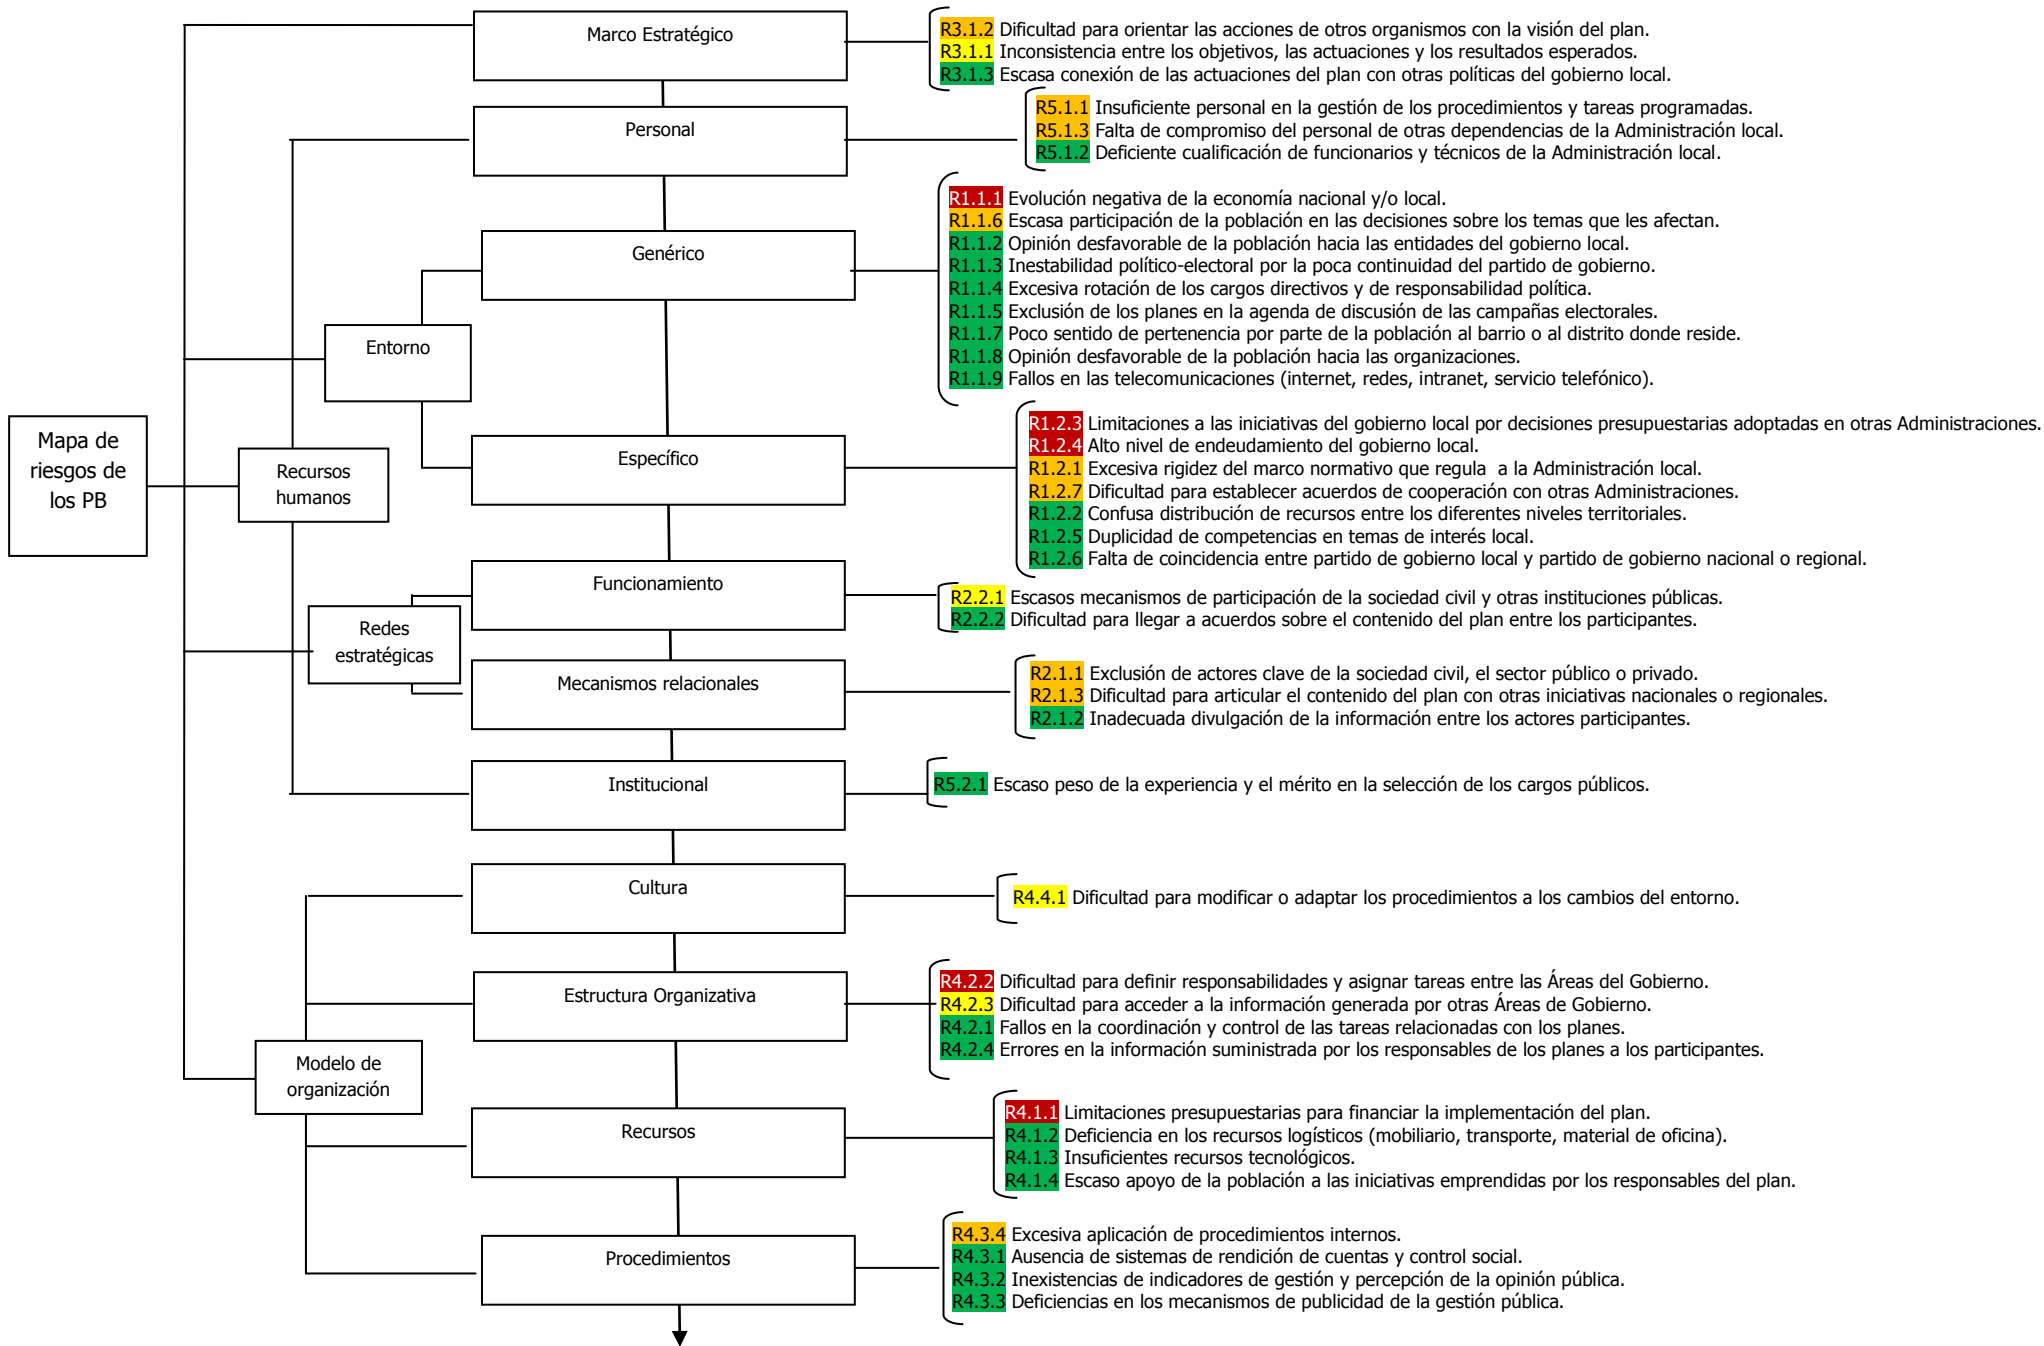 Mapa de
riesgos de
los PB
Marco Estratégico
R3.1.2 Dificultad para orientar las acciones de otros organismos con la visión del plan.
R3.1.1 Inconsistencia entre los objetivos, las actuaciones y los resultados esperados.
R3.1.3 Escasa conexión de las actuaciones del plan con otras políticas del gobierno local.
Recursos
humanos
Personal
R5.1.1 Insuficiente personal en la gestión de los procedimientos y tareas programadas.
R5.1.3 Falta de compromiso del personal de otras dependencias de la Administración local.
R5.1.2 Deficiente cualificación de funcionarios y técnicos de la Administración local.
Entorno
Genérico
R1.1.1 Evolución negativa de la economía nacional y/o local.
R1.1.6 Escasa participación de la población en las decisiones sobre los temas que les afectan.
R1.1.2 Opinión desfavorable de la población hacia las entidades del gobierno local.
R1.1.3 Inestabilidad político-electoral por la poca continuidad del partido de gobierno.
R1.1.4 Excesiva rotación de los cargos directivos y de responsabilidad política.
R1.1.5 Exclusión de los planes en la agenda de discusión de las campañas electorales.
R1.1.7 Poco sentido de pertenencia por parte de la población al barrio o al distrito donde reside.
R1.1.8 Opinión desfavorable de la población hacia las organizaciones.
R1.1.9 Fallos en las telecomunicaciones (internet, redes, intranet, servicio telefónico).
Específico
R1.2.3 Limitaciones a las iniciativas del gobierno local por decisiones presupuestarias adoptadas en otras Administraciones.
R1.2.4 Alto nivel de endeudamiento del gobierno local.
R1.2.1 Excesiva rigidez del marco normativo que regula  a la Administración local.
R1.2.7 Dificultad para establecer acuerdos de cooperación con otras Administraciones.
R1.2.2 Confusa distribución de recursos entre los diferentes niveles territoriales.
R1.2.5 Duplicidad de competencias en temas de interés local.
R1.2.6 Falta de coincidencia entre partido de gobierno local y partido de gobierno nacional o regional.
Redes
estratégicas
Funcionamiento
R2.2.1 Escasos mecanismos de participación de la sociedad civil y otras instituciones públicas.
R2.2.2 Dificultad para llegar a acuerdos sobre el contenido del plan entre los participantes.
Mecanismos relacionales
R2.1.1 Exclusión de actores clave de la sociedad civil, el sector público o privado.
R2.1.3 Dificultad para articular el contenido del plan con otras iniciativas nacionales o regionales.
R2.1.2 Inadecuada divulgación de la información entre los actores participantes.
Institucional
R5.2.1 Escaso peso de la experiencia y el mérito en la selección de los cargos públicos.
Modelo de
organización
Cultura
R4.4.1 Dificultad para modificar o adaptar los procedimientos a los cambios del entorno.
Estructura Organizativa
R4.2.2 Dificultad para definir responsabilidades y asignar tareas entre las Áreas del Gobierno.
R4.2.3 Dificultad para acceder a la información generada por otras Áreas de Gobierno.
R4.2.1 Fallos en la coordinación y control de las tareas relacionadas con los planes.
R4.2.4 Errores en la información suministrada por los responsables de los planes a los participantes.
Recursos
R4.1.1 Limitaciones presupuestarias para financiar la implementación del plan.
R4.1.2 Deficiencia en los recursos logísticos (mobiliario, transporte, material de oficina).
R4.1.3 Insuficientes recursos tecnológicos.
R4.1.4 Escaso apoyo de la población a las iniciativas emprendidas por los responsables del plan.
Procedimientos
R4.3.4 Excesiva aplicación de procedimientos internos.
R4.3.1 Ausencia de sistemas de rendición de cuentas y control social.
R4.3.2 Inexistencias de indicadores de gestión y percepción de la opinión pública.
R4.3.3 Deficiencias en los mecanismos de publicidad de la gestión pública.